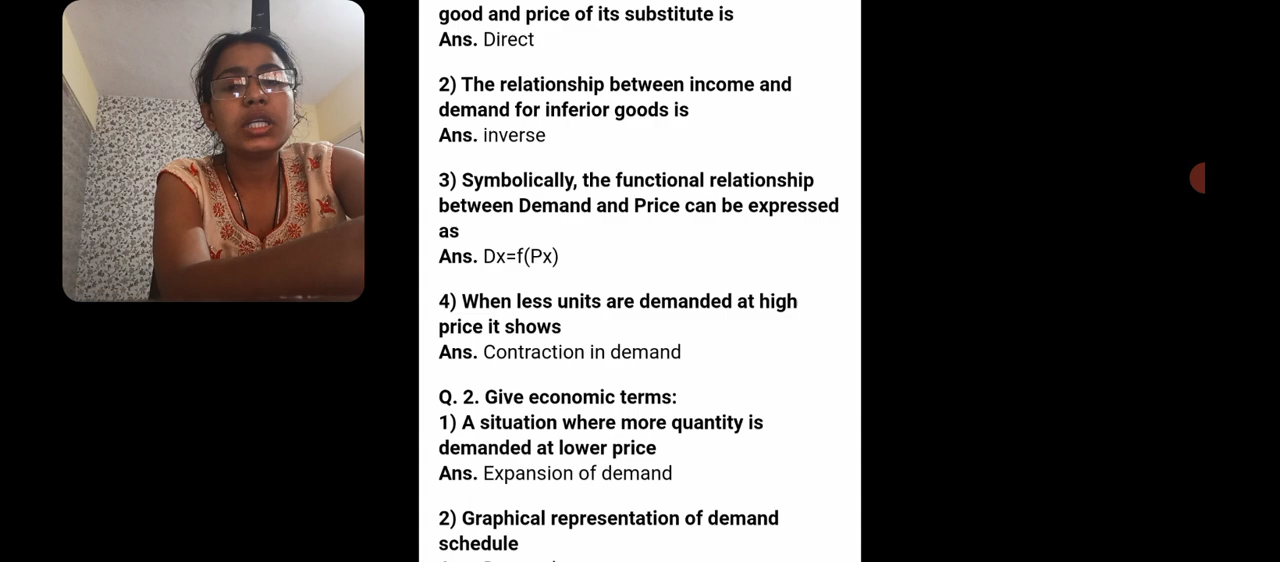 good and price of its substitute is
Ans. Direct
2) The relationship between income and
demand for inferior goods is
Ans. inverse
3) Symbolically, the functional relationship
between Demand and Price can be expressed
as
Ans. Dx=f(Px)
4) When less units are demanded at high
price it shows
Ans. Contraction in demand
Q. 2. Give economic terms:
1) A situation where more quantity is
demanded at lower price
Ans. Expansion of demand
2) Graphical representation of demand
schedule